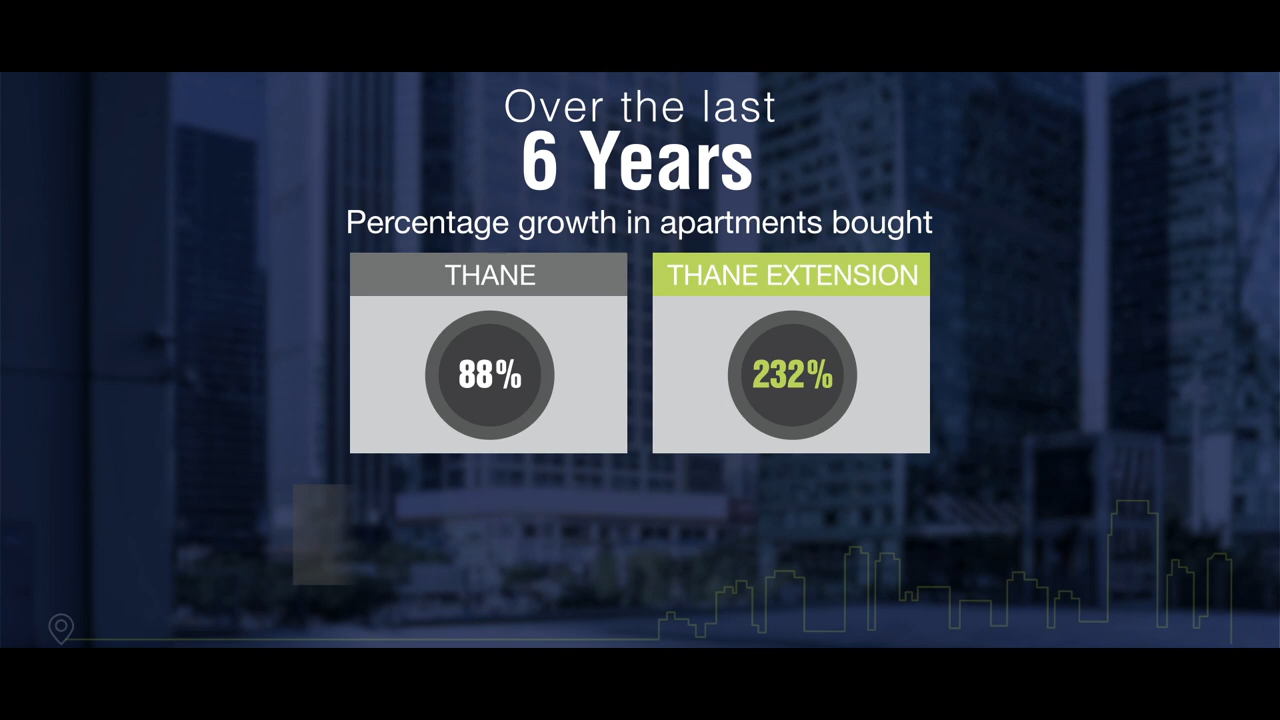 Over the last
6 Years
Percentage growth in apartments bought
THANE
THANE EXTENSION
88%
232%